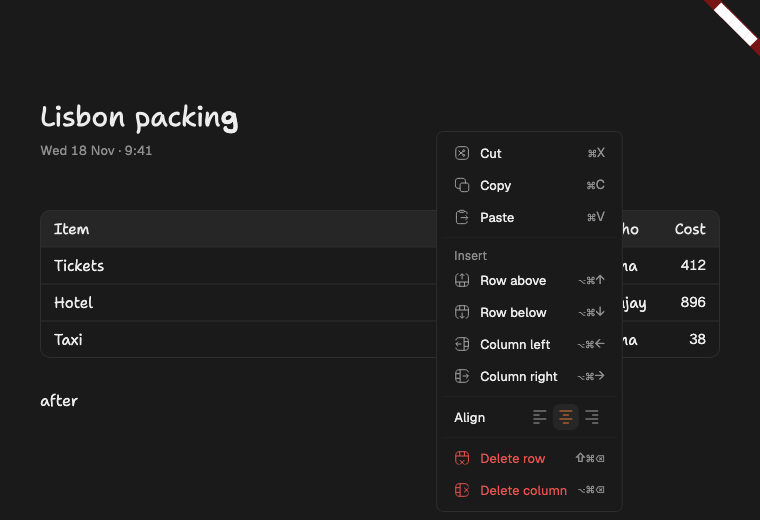 Lisbon packing
Wed 18 Nov · 9:41
Item
Cost
Tickets
412
Hotel
896
Taxi
38
after
Cut ⌘X
Copy ⌘C
Paste ⌘V
Insert
Row above ⌥⌘↑
Row below ⌥⌘↓
Column left ⌥⌘←
Column right ⌥⌘→
Align
Delete row ⇧⌘⌫
Delete column ⌥⌘⌫